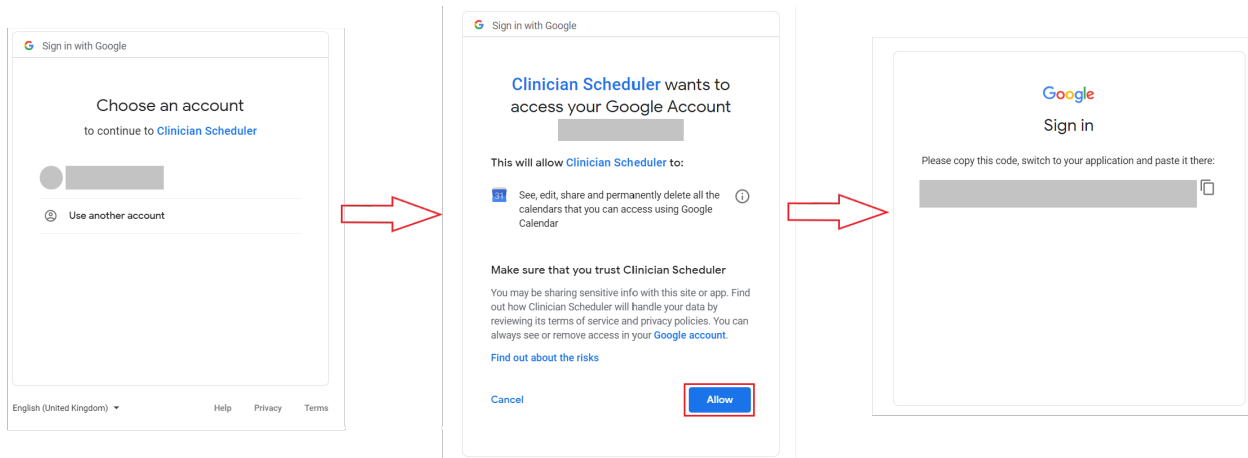 Sign in with Google
Choose an account
to continue to Clinician Scheduler
Use another account
English (United Kingdom)
Help Privacy Terms
Sign in with Google
Clinician Scheduler wants to
access your Google Account
This will allow Clinician Scheduler to:
31
See, edit, share and permanently delete all the
calendars that you can access using Google
Calendar
Make sure that you trust Clinician Scheduler
You may be sharing sensitive info with this site or app. Find
out how Clinician Scheduler will handle your data by
reviewing its terms of service and privacy policies. You can
always see or remove access in your Google account.
Find out about the risks
Cancel
Allow
Google
Sign in
Please copy this code, switch to your application and paste it there: